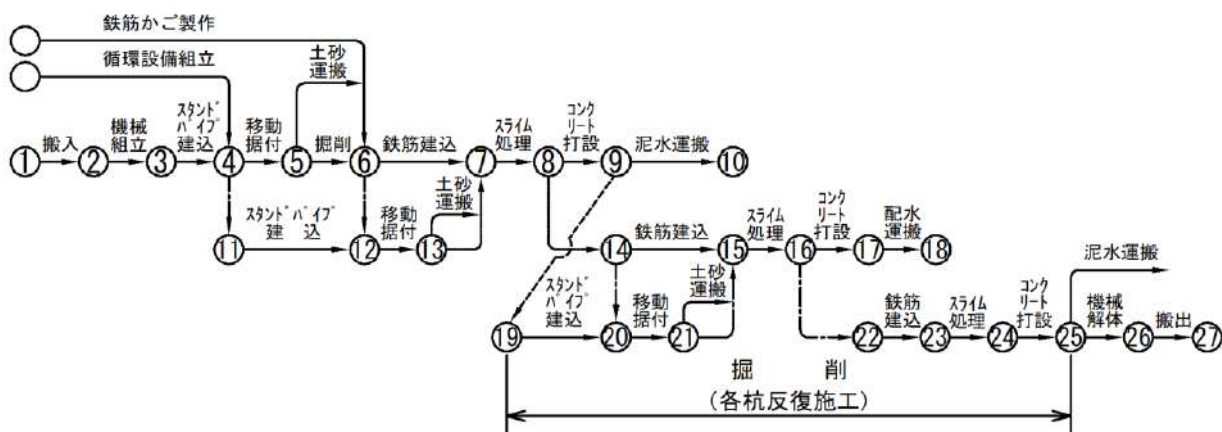 鉄筋かご製作
循環設備組立
土砂
運搬
搬入
機械
組立
スタンド
パイプ
建込
移動
据付
掘削
鉄筋建込
スライム
処理
コンク
リート
打設
泥水運搬
① ② ③ ④ ⑤ ⑥ ⑦ ⑧ ⑨ ⑩
スタンドパイプ
建 込
移動
据付
土砂
運搬
⑪ ⑫ ⑬
鉄筋建込
スライム
処理
コンク
リート
打設
配水
運搬
⑭ ⑮ ⑯ ⑰ ⑱
スタンド
パイプ
建込
移動
据付
土砂
運搬
鉄筋
建込
スライム
処理
コンク
リート
打設
泥水運搬
機械
解体
搬出
⑲ ⑳ ㉑ ㉒ ㉓ ㉔ ㉕ ㉖ ㉗
掘 削
(各杭反復施工)